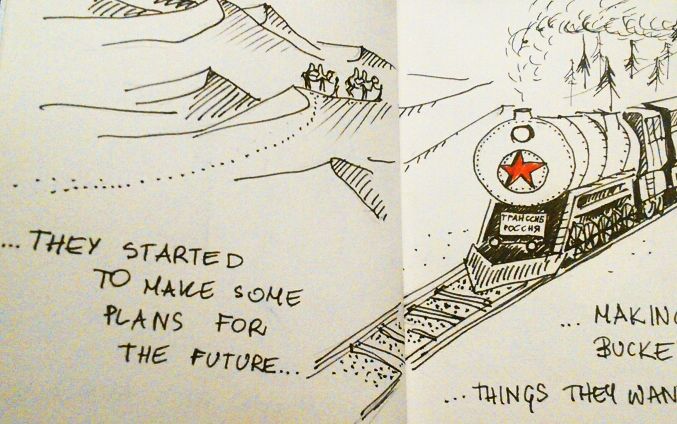 ...THEY STARTED
TO MAKE SOME
PLANS FOR
THE FUTURE...
ТРАНССИБ
РОССИЯ
... MAKING
BUCKE
...THINGS THEY WAN